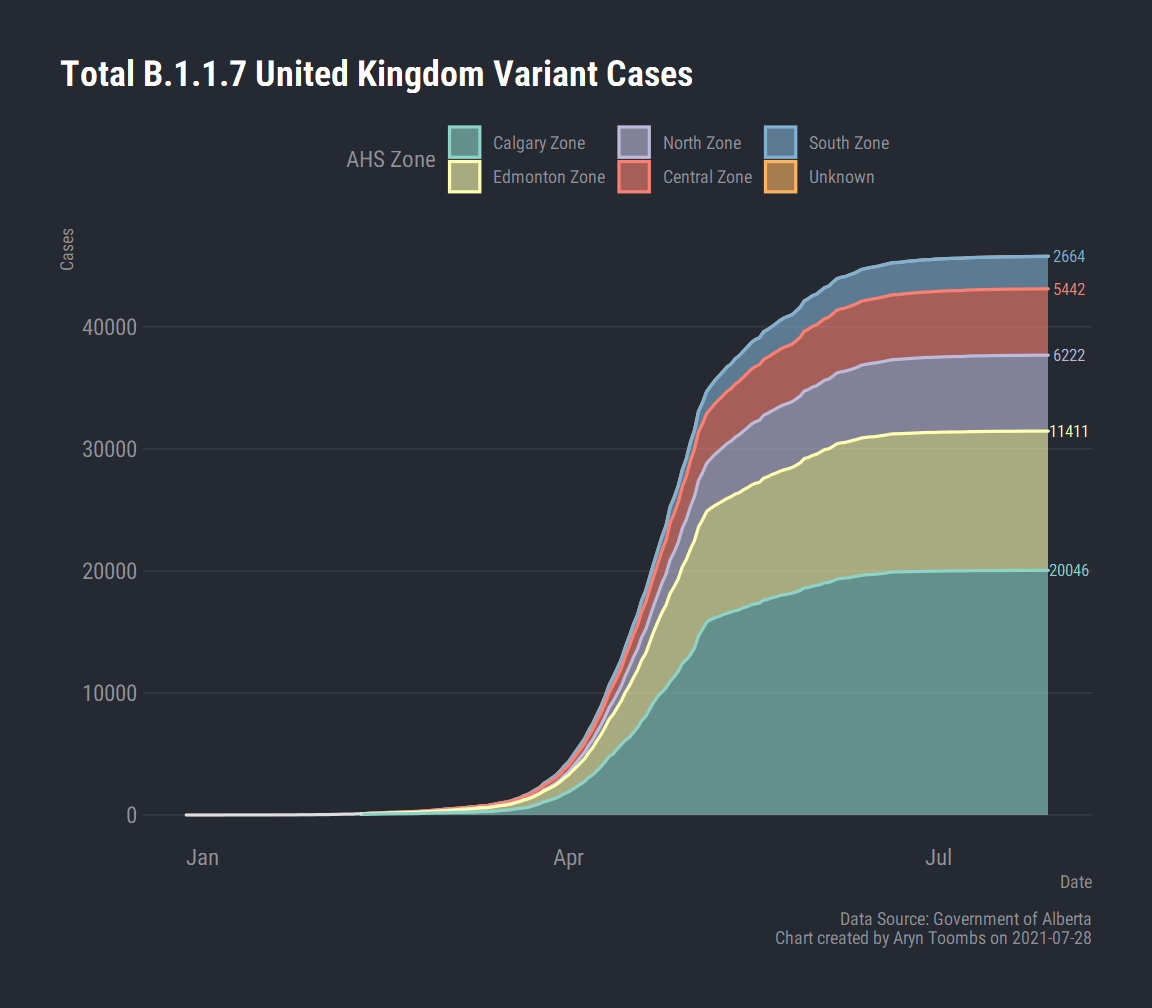 Total B.1.1.7 United Kingdom Variant Cases
AHS Zone
Calgary Zone
North Zone
South Zone
Edmonton Zone
Central Zone
Unknown
Cases
2664
5442
40000
6222
11411
30000
20000
20046
10000
0
Jan
Apr
Jul
Date
Data Source: Government of Alberta
Chart created by Aryn Toombs on 2021-07-28